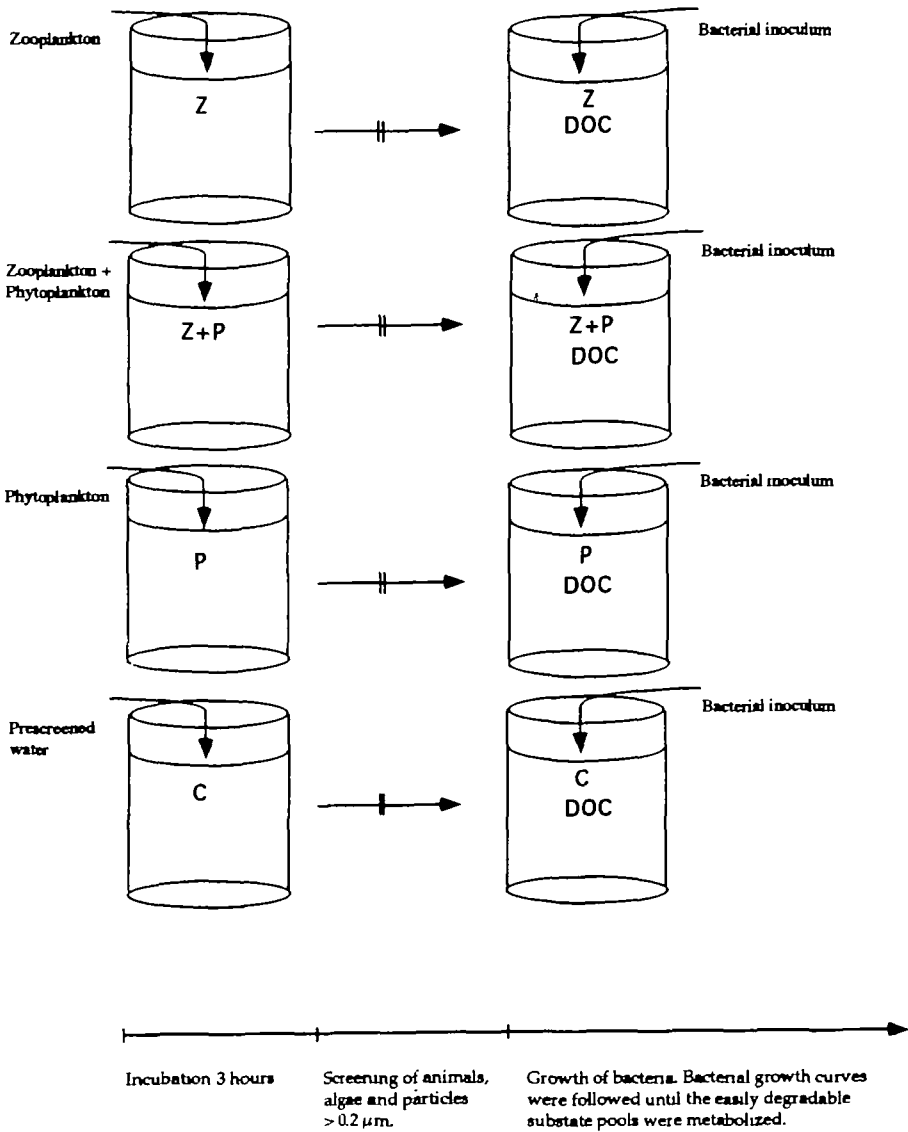 Zooplankton
Bacterial inoculum
Z
Z
DOC
Zooplankton +
Phytoplankton
Bacterial inoculum
Z+P
Z+P
DOC
Phytoplankton
Bacterial inoculum
P
P
DOC
Prescreened
water
Bacterial inoculum
C
C
DOC
Incubation 3 hours
Screening of animals,
algae and particles
> 0.2 μm.
Growth of bacteria. Bacterial growth curves
were followed until the easily degradable
substate pools were metabolized.